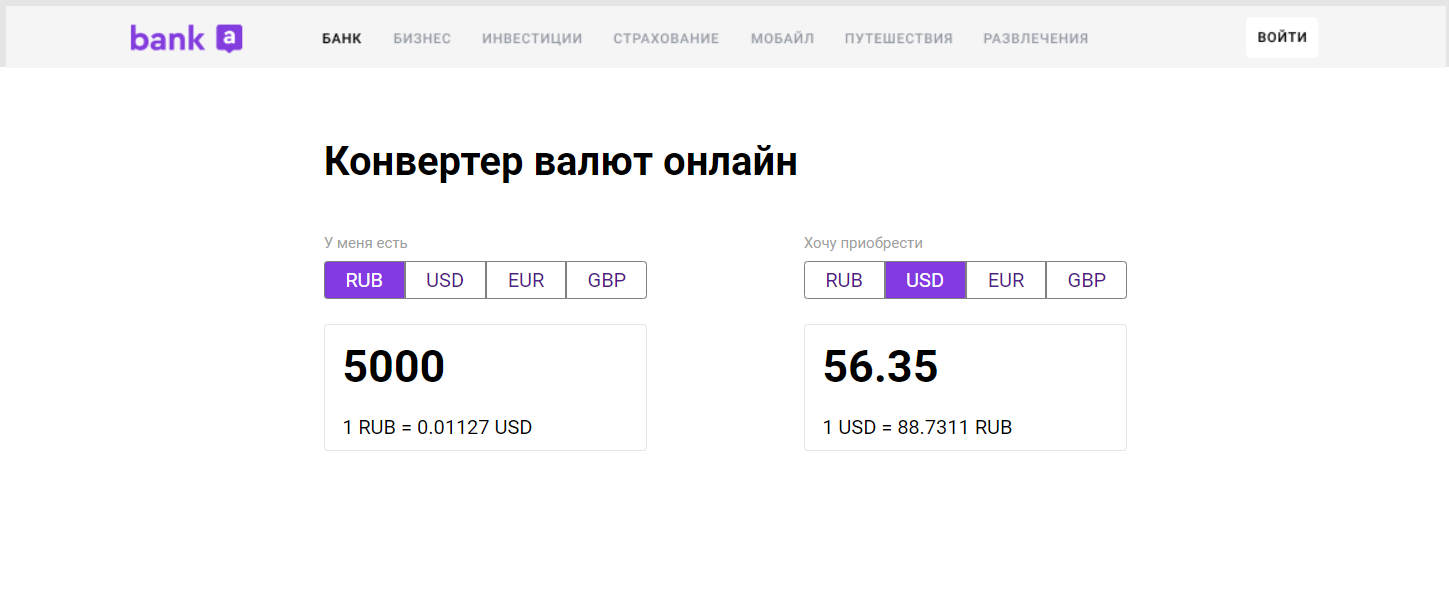 bank a БАНК БИЗНЕС ИНВЕСТИЦИИ СТРАХОВАНИЕ МОБАЙЛ ПУТЕШЕСТВИЯ РАЗВЛЕЧЕНИЯ ВОЙТИ
Конвертер валют онлайн
У меня есть
RUB USD EUR GBP
5000
1 RUB = 0.01127 USD
Хочу приобрести
RUB USD EUR GBP
56.35
1 USD = 88.7311 RUB